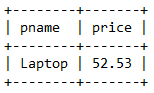 +--------+-------+
| pname | price |
+--------+-------+
| Laptop | 52.53 |
+--------+-------+